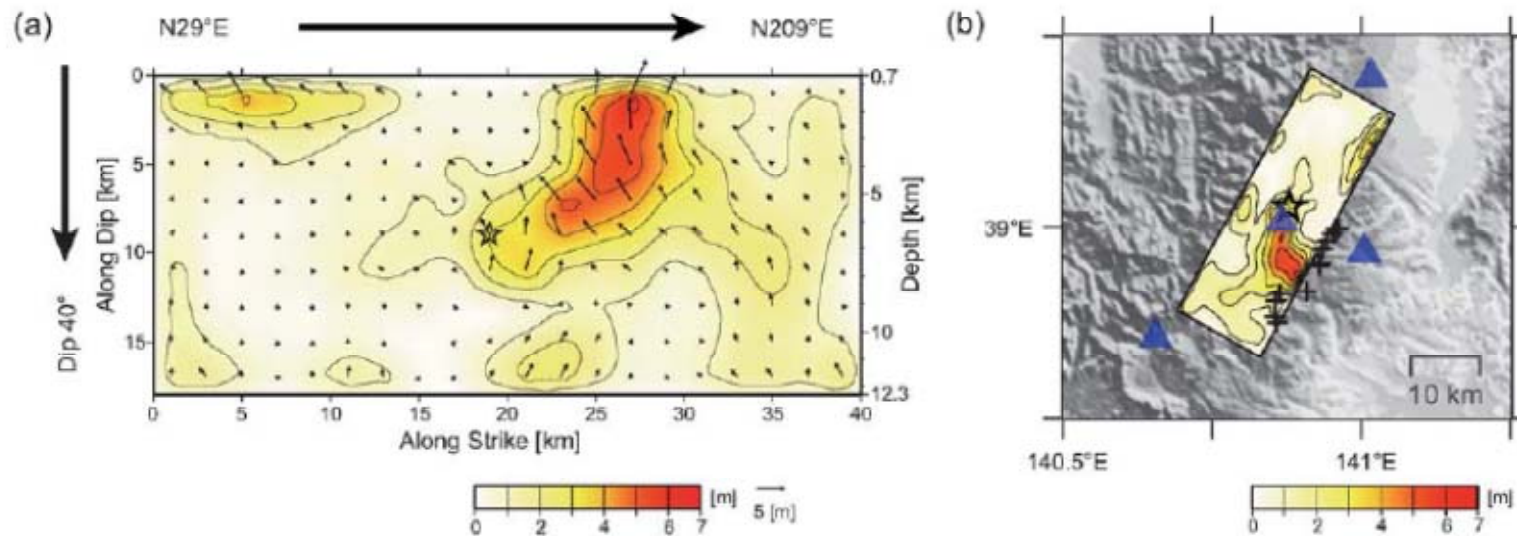 (a)
N29°E
N209°E
Dip 40°
Along Dip [km]
0
5
10
15
0.7
5
10
12.3
Depth [km]
0 5 10 15 20 25 30 35 40
Along Strike [km]
0 2 4 6 7
[m]
5 [m]
(b)
39°E
10 km
140.5°E
141°E
0 2 4 6 7
[m]